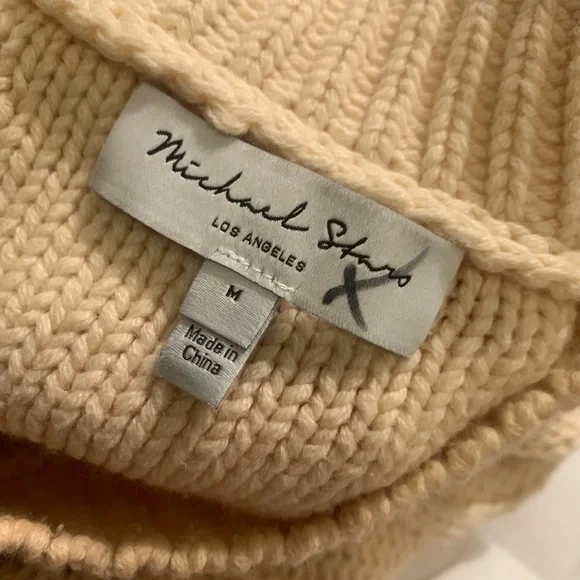 Michael Stars
LOS ANGELES
M
Made in
China